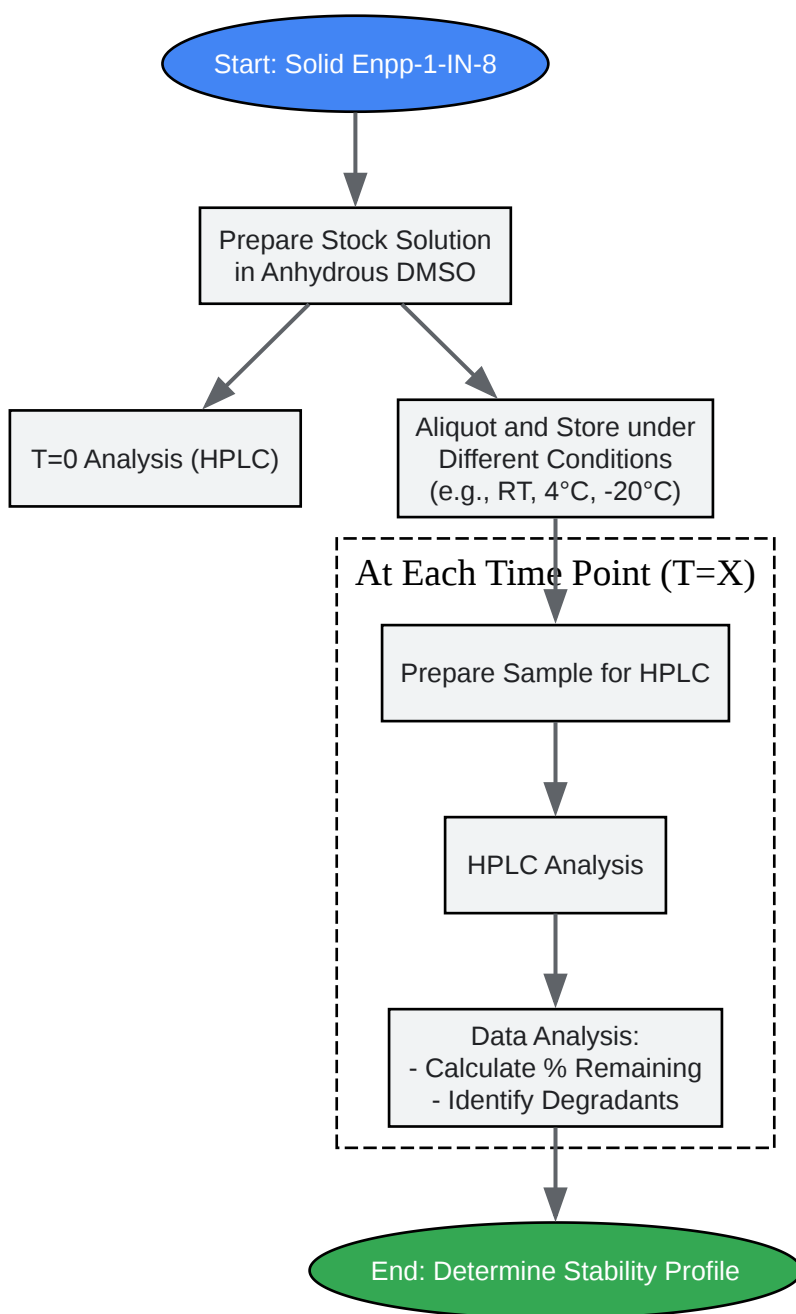 Start: Solid Enpp-1-IN-8
Prepare Stock Solution
in Anhydrous DMSO
T=0 Analysis (HPLC)
Aliquot and Store under
Different Conditions
(e.g., RT, 4°C, -20°C)
At Each Time Point (T=X)
Prepare Sample for HPLC
HPLC Analysis
Data Analysis:
- Calculate % Remaining
- Identify Degradants
End: Determine Stability Profile